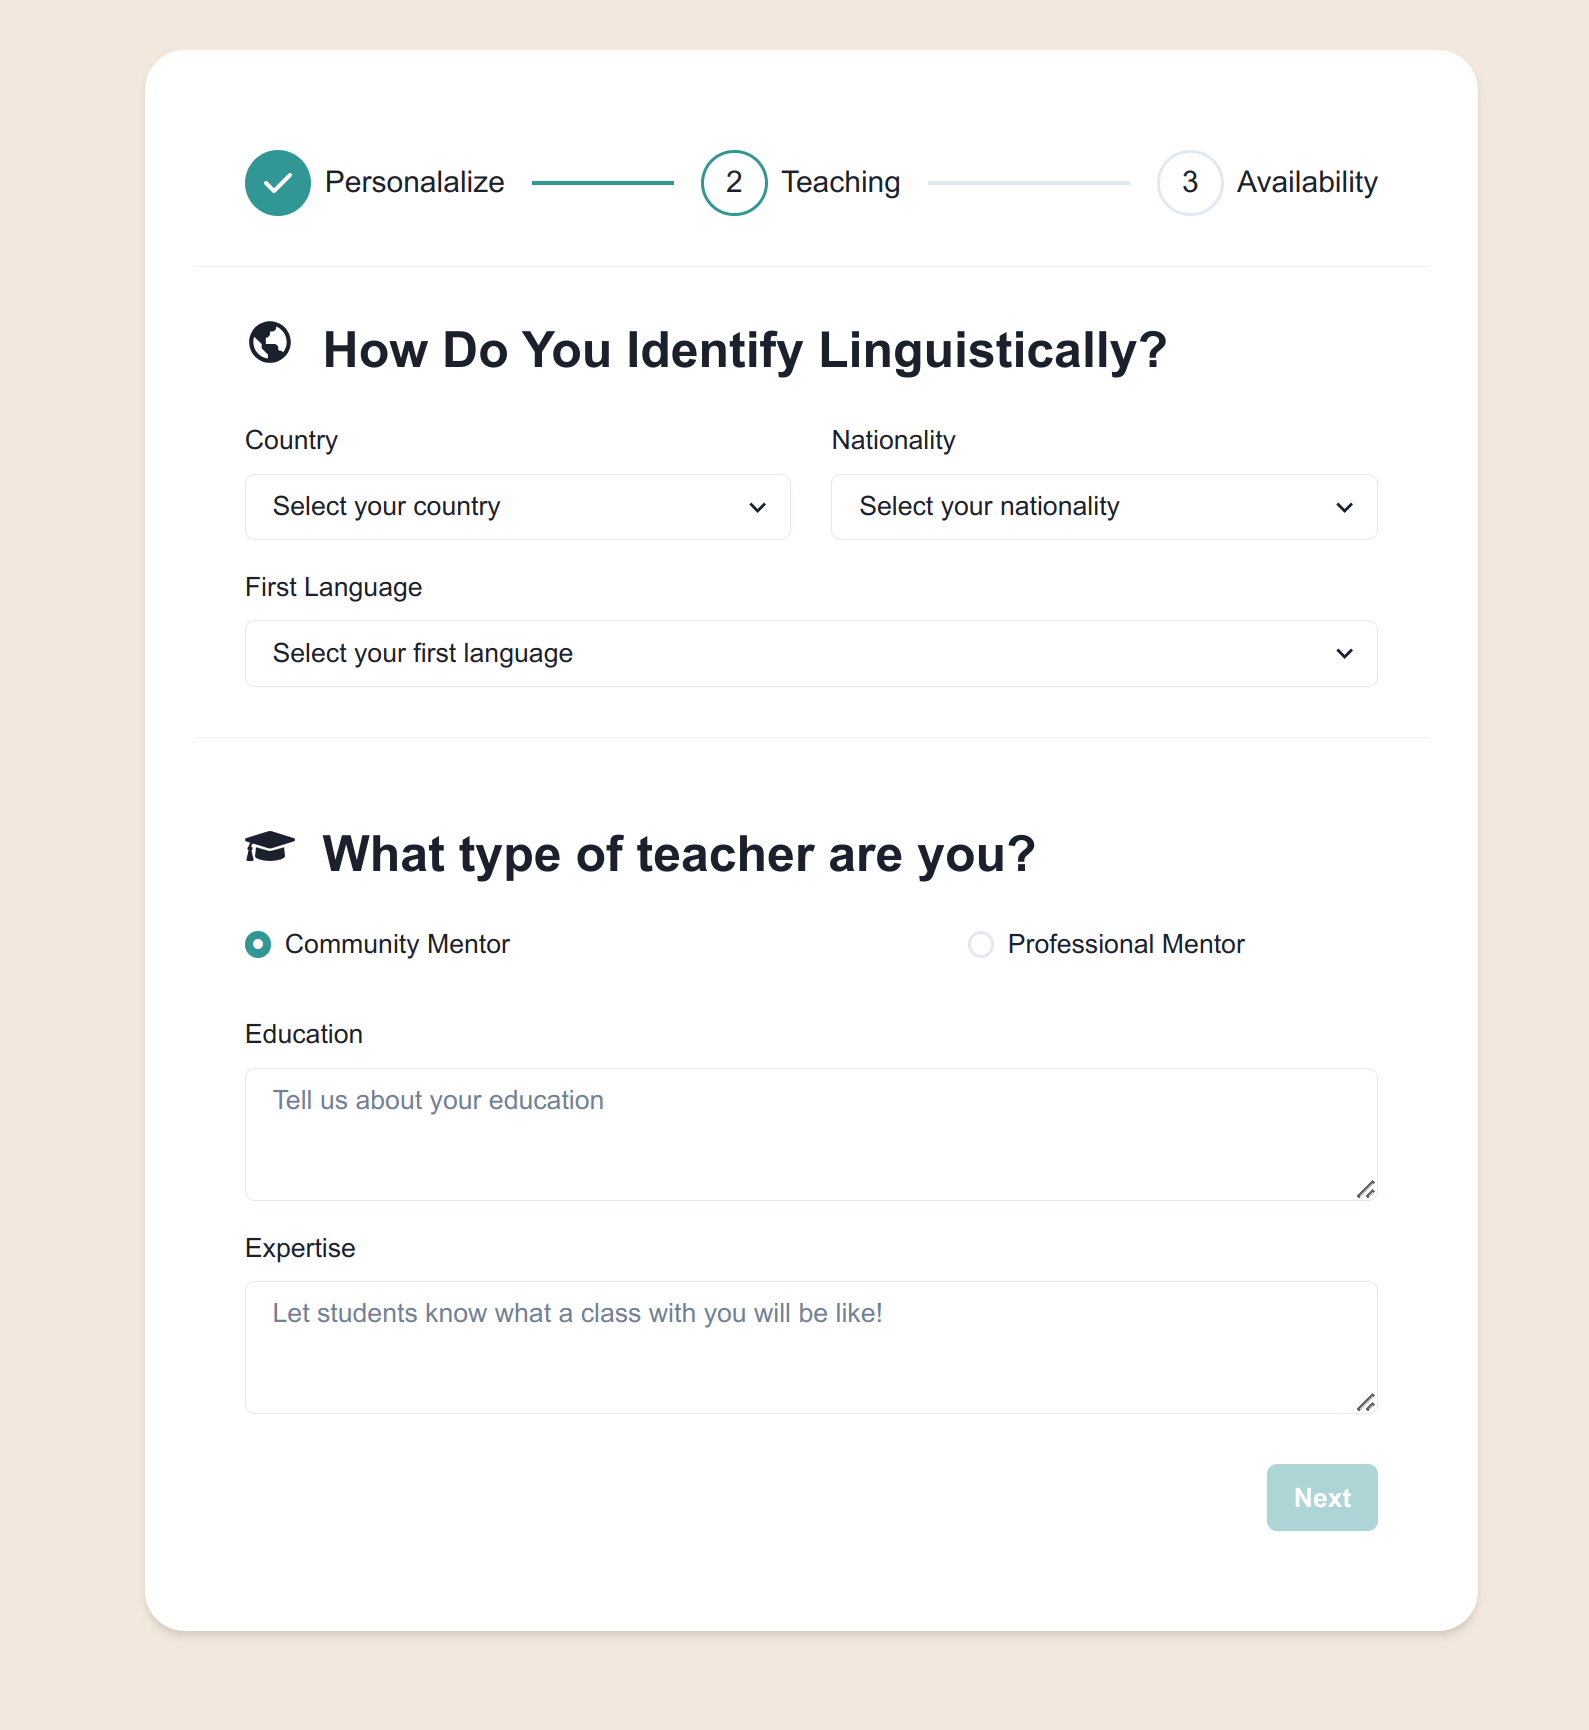 Personalalize
2 Teaching
3 Availability
How Do You Identify Linguistically?
Country
Nationality
Select your country
Select your nationality
First Language
Select your first language
What type of teacher are you?
Community Mentor
Professional Mentor
Education
Tell us about your education
Expertise
Let students know what a class with you will be like!
Next